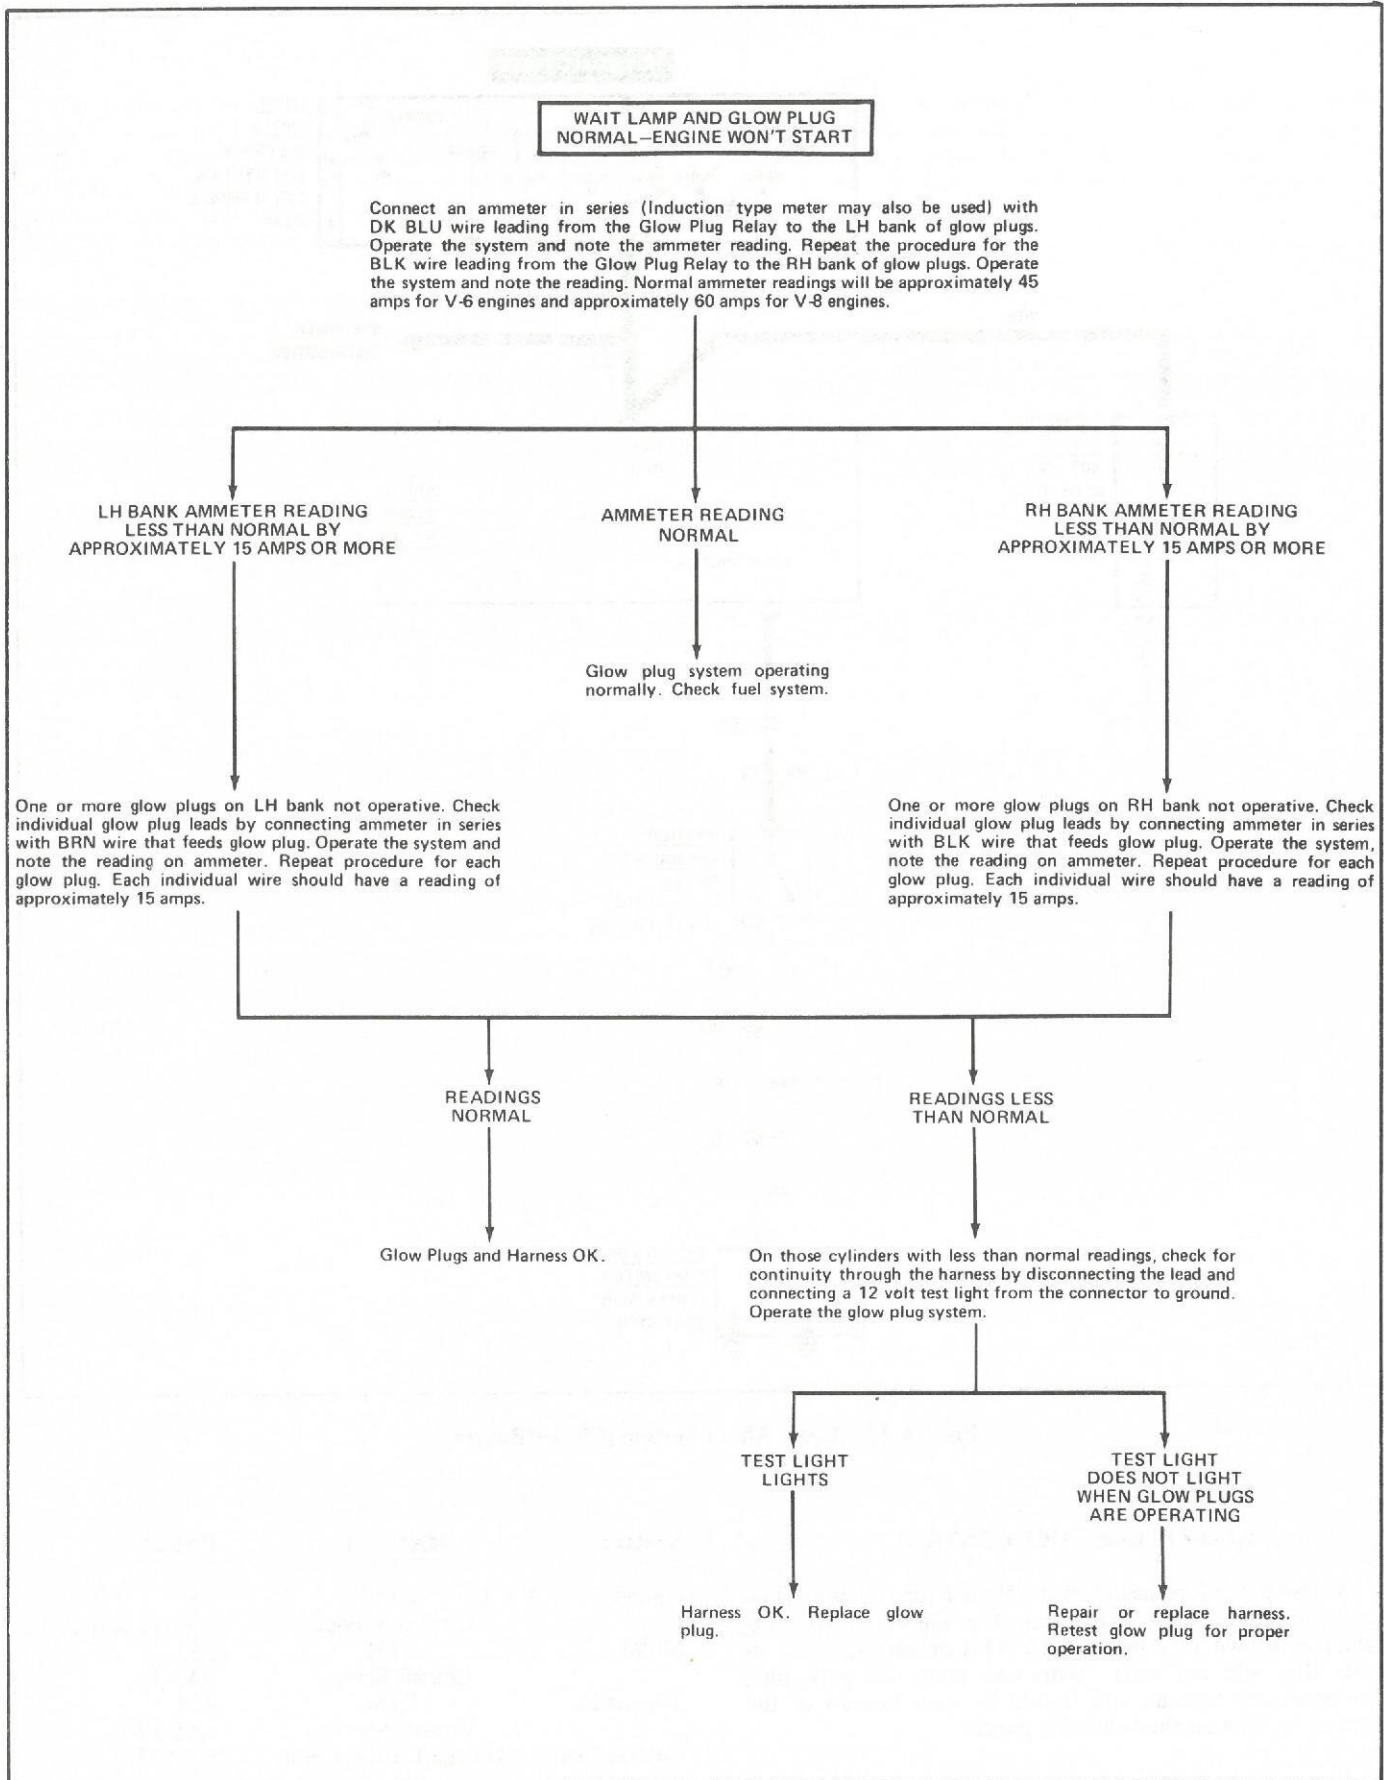 WAIT LAMP AND GLOW PLUG
NORMAL—ENGINE WON'T START
Connect an ammeter in series (Induction type meter may also be used) with
DK BLU wire leading from the Glow Plug Relay to the LH bank of glow plugs.
Operate the system and note the ammeter reading. Repeat the procedure for the
BLK wire leading from the Glow Plug Relay to the RH bank of glow plugs. Operate
the system and note the reading. Normal ammeter readings will be approximately 45
amps for V-6 engines and approximately 60 amps for V-8 engines.
LH BANK AMMETER READING
LESS THAN NORMAL BY
APPROXIMATELY 15 AMPS OR MORE
AMMETER READING
NORMAL
RH BANK AMMETER READING
LESS THAN NORMAL BY
APPROXIMATELY 15 AMPS OR MORE
Glow plug system operating
normally. Check fuel system.
One or more glow plugs on LH bank not operative. Check
individual glow plug leads by connecting ammeter in series
with BRN wire that feeds glow plug. Operate the system and
note the reading on ammeter. Repeat procedure for each
glow plug. Each individual wire should have a reading of
approximately 15 amps.
One or more glow plugs on RH bank not operative. Check
individual glow plug leads by connecting ammeter in series
with BLK wire that feeds glow plug. Operate the system,
note the reading on ammeter. Repeat procedure for each
glow plug. Each individual wire should have a reading of
approximately 15 amps.
READINGS
NORMAL
READINGS LESS
THAN NORMAL
Glow Plugs and Harness OK.
On those cylinders with less than normal readings, check for
continuity through the harness by disconnecting the lead and
connecting a 12 volt test light from the connector to ground.
Operate the glow plug system.
TEST LIGHT
LIGHTS
TEST LIGHT
DOES NOT LIGHT
WHEN GLOW PLUGS
ARE OPERATING
Harness OK. Replace glow
plug.
Repair or replace harness.
Retest glow plug for proper
operation.